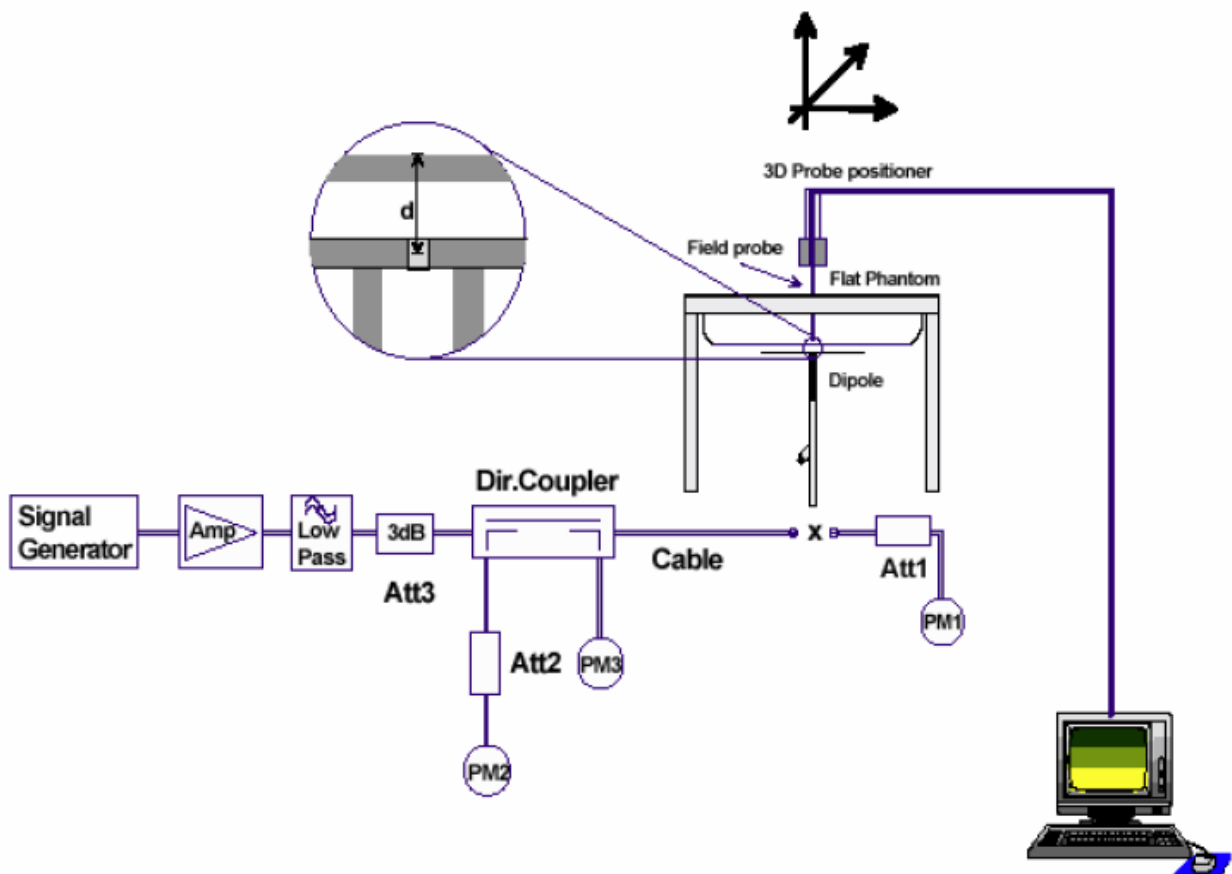 3D Probe positioner
d
Field probe
Flat Phantom
Dipole
Dir.Coupler
Signal
Generator
Amp
Low
Pass
3dB
Att3
Cable
x
Att1
PM1
Att2
PM3
PM2